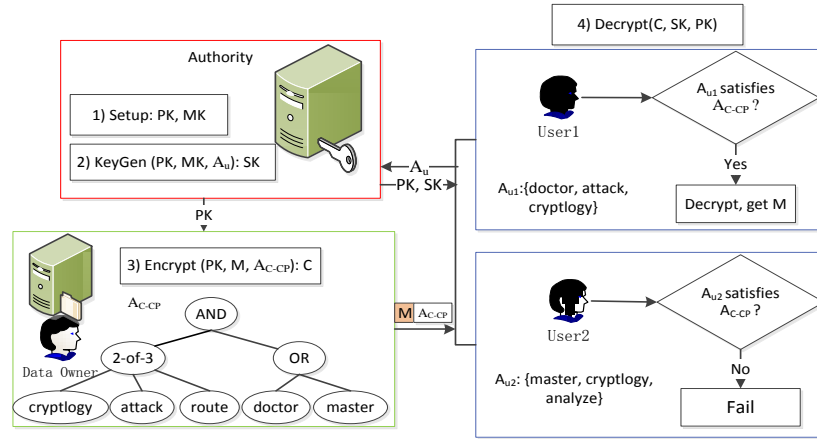 Authority
1) Setup: PK, MK
2) KeyGen (PK, MK, Au): SK
PK
Au
PK, SK
3) Encrypt (PK, M, AC-CP): C
AC-CP
AND
2-of-3
OR
cryptlogy
attack
route
doctor
master
Data Owner
M
AC-CP
4) Decrypt(C, SK, PK)
User1
Au1 satisfies
AC-CP ?
Yes
Decrypt, get M
Au1:{doctor, attack,
cryptlogy}
User2
Au2 satisfies
AC-CP ?
No
Fail
Au2: {master, cryptlogy,
analyze}